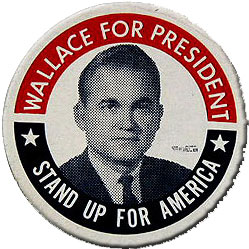 WALLACE FOR PRESIDENT
STAND UP FOR AMERICA